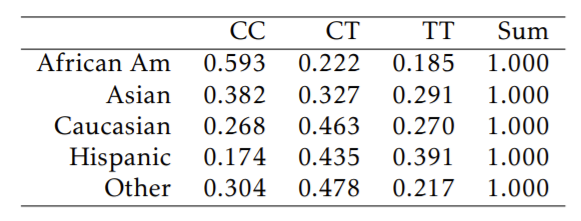 CC CT TT Sum
African Am 0.593 0.222 0.185 1.000
Asian 0.382 0.327 0.291 1.000
Caucasian 0.268 0.463 0.270 1.000
Hispanic 0.174 0.435 0.391 1.000
Other 0.304 0.478 0.217 1.000